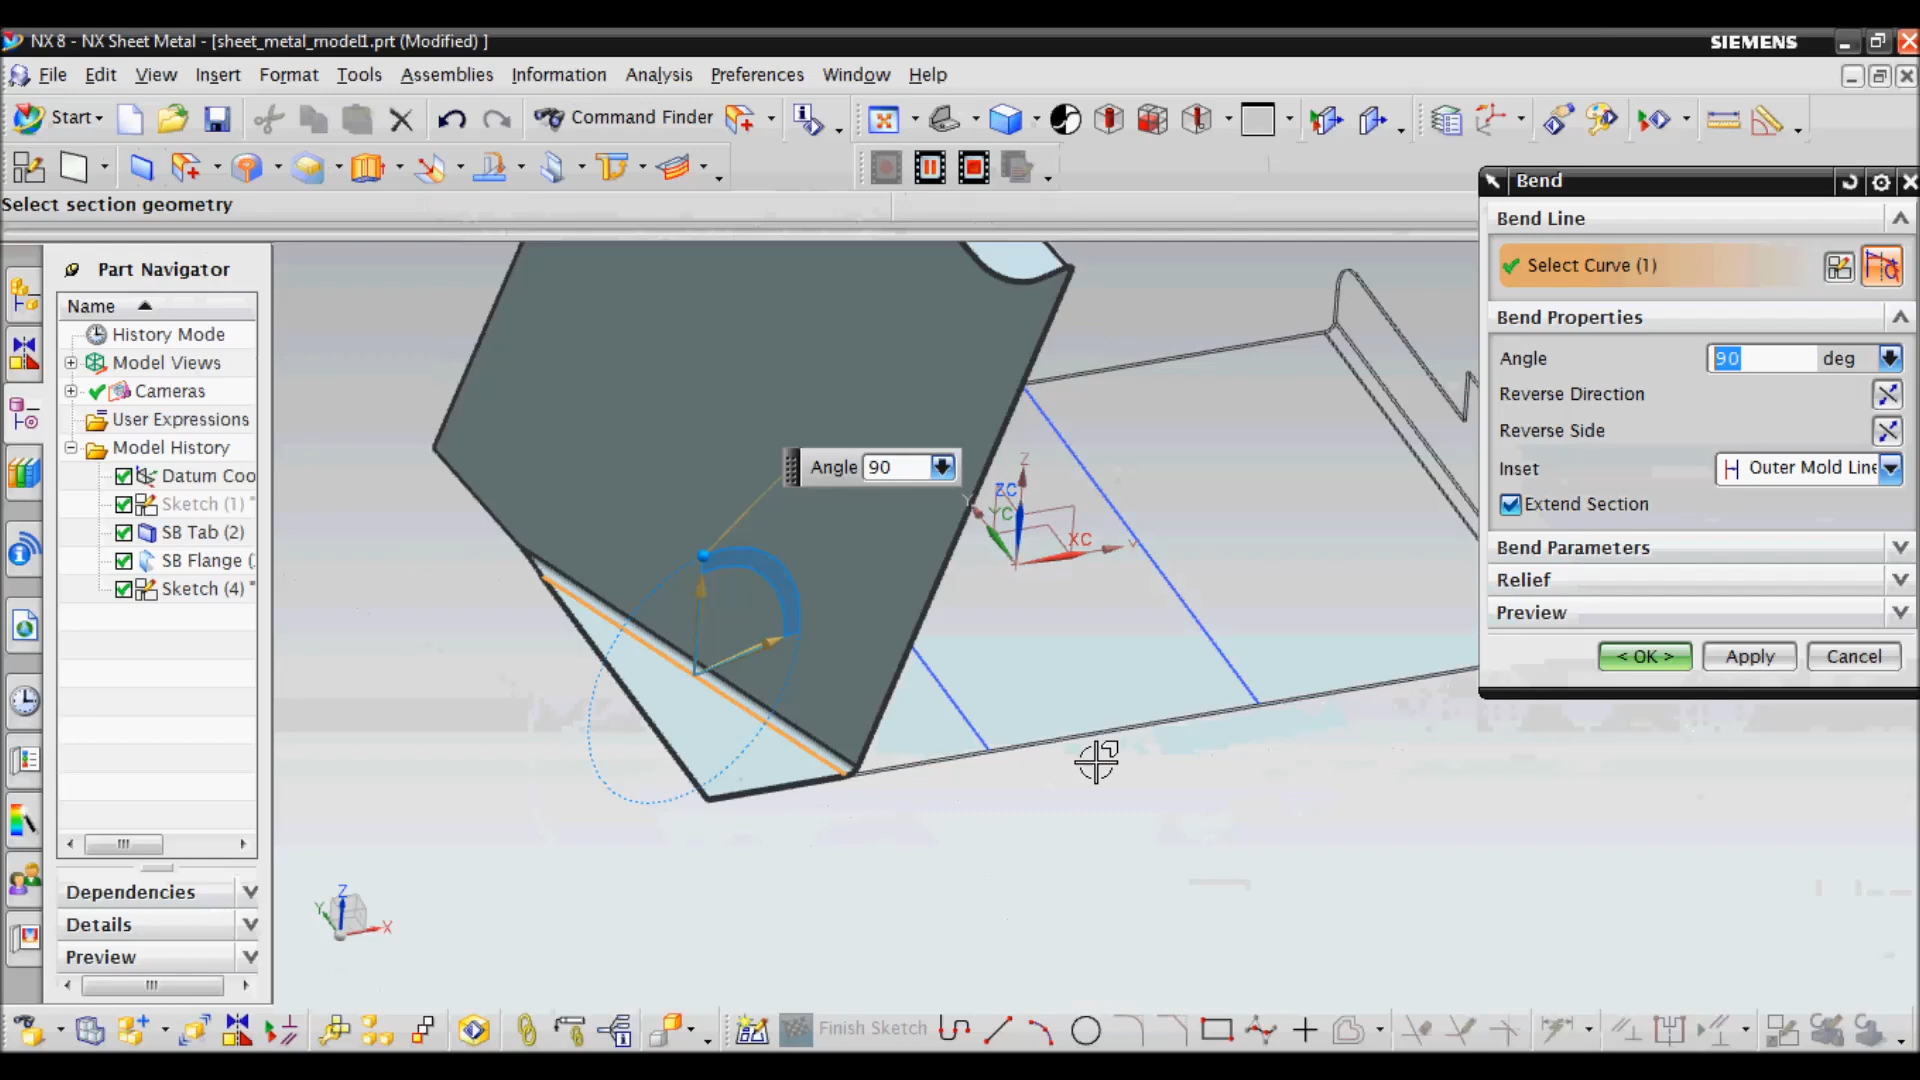 NX 8 - NX Sheet Metal - [sheet_metal_model1.prt (Modified) ]
SIEMENS
File Edit View Insert Format Tools Assemblies Information Analysis Preferences Window Help
Start
Command Finder
Select section geometry
Part Navigator
Name
History Mode
Model Views
Cameras
User Expressions
Model History
Datum Coo
Sketch (1) "
SB Tab (2)
SB Flange (
Sketch (4) "
Dependencies
Details
Preview
Angle 90
Z
ZC
YC
XC
Y
Z
Y
X
Bend
Bend Line
Select Curve (1)
Bend Properties
Angle 90 deg
Reverse Direction
Reverse Side
Inset Outer Mold Line
Extend Section
Bend Parameters
Relief
Preview
< OK > Apply Cancel
Finish Sketch